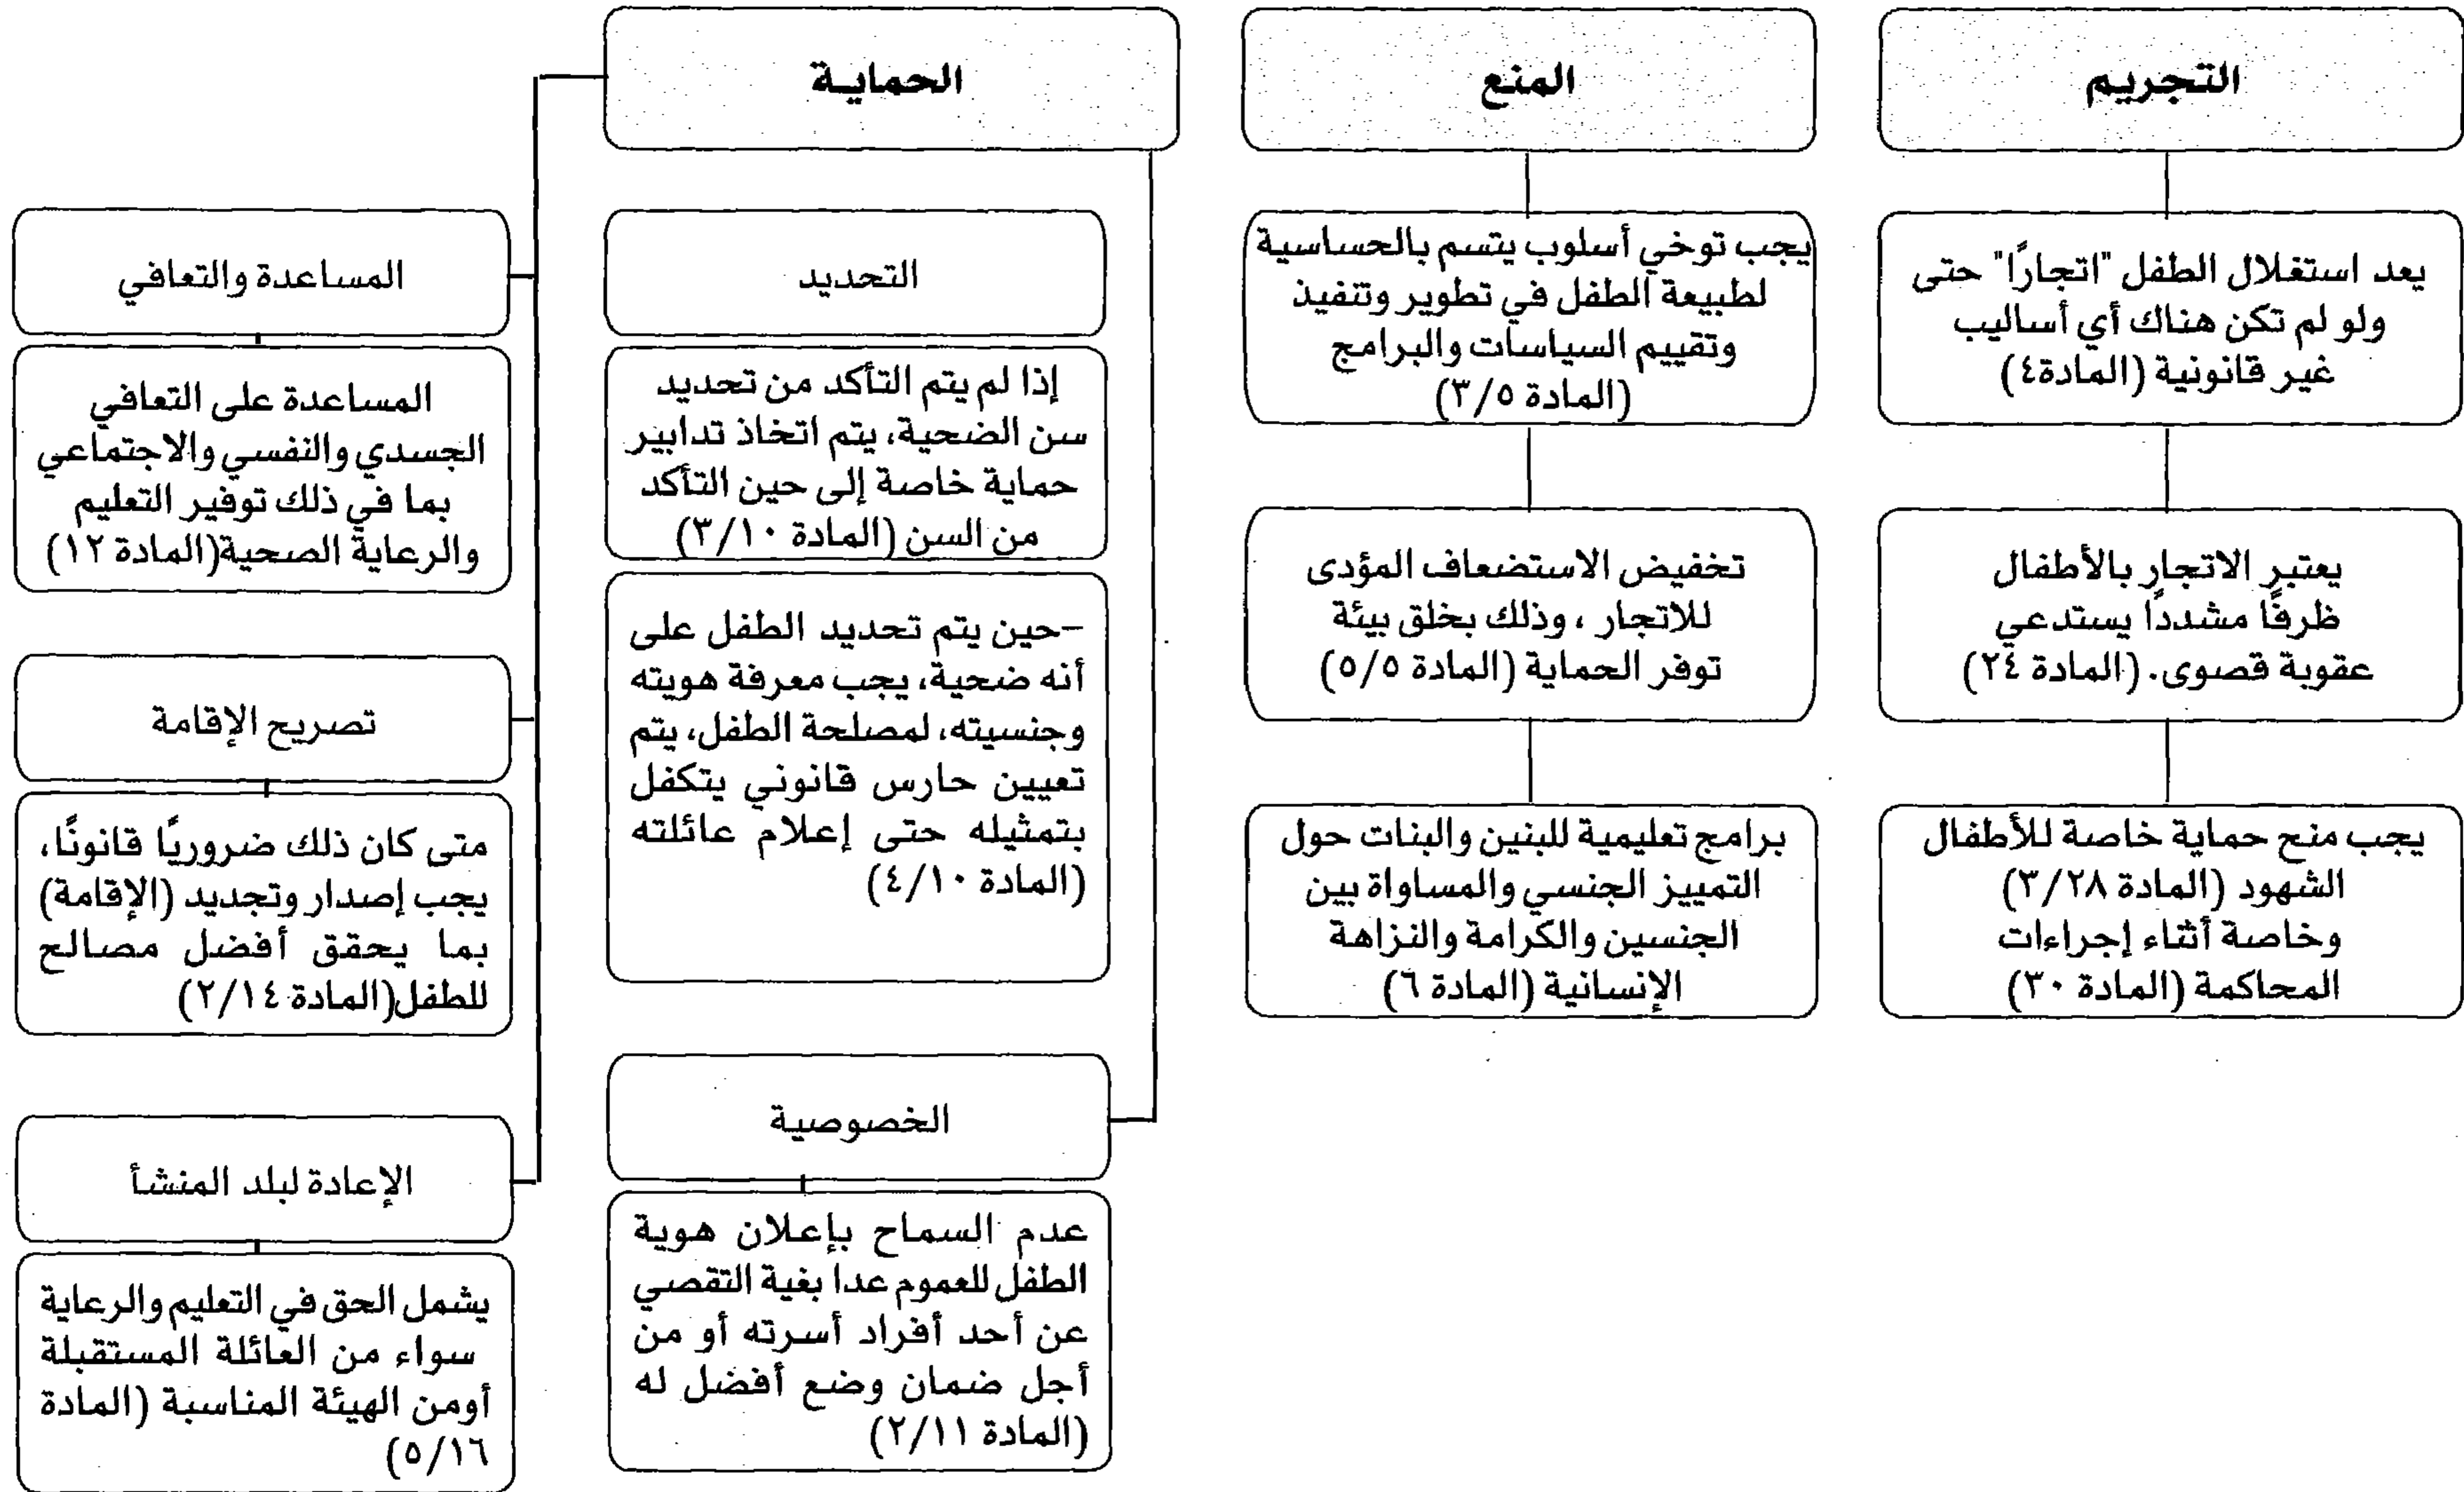 التجريم
يعد استغلال الطفل "اتجارًا" حتى
ولو لم تكن هناك أي أساليب
غير قانونية (المادة٤)
يعتبر الاتجار بالأطفال
ظرفًا مشددًا يستدعي
عقوبة قصوى. (المادة ٢٤)
يجب منح حماية خاصة للأطفال
الشهود (المادة ٣/٢٨)
وخاصة أثناء إجراءات
المحاكمة (المادة ٣٠)
المنع
يجب توخي أسلوب يتسم بالحساسية
لطبيعة الطفل في تطوير وتنفيذ
وتقييم السياسات والبرامج
(المادة ٣/٥)
تخفيض الاستضعاف المؤدى
للاتجار ، وذلك بخلق بيئة
توفر الحماية (المادة ٥/٥)
برامج تعليمية للبنين والبنات حول
التمييز الجنسي والمساواة بين
الجنسين والكرامة والنزاهة
الإنسانية (المادة ٦)
الحماية
التحديد
إذا لم يتم التأكد من تحديد
سن الضحية، يتم اتخاذ تدابير
حماية خاصة إلى حين التأكد
من السن (المادة ٣/١٠)
-حين يتم تحديد الطفل على
أنه ضحية، يجب معرفة هويته
وجنسيته، لمصلحة الطفل، يتم
تعيين حارس قانوني يتكفل
بتمثيله حتى إعلام عائلته
(المادة ٤/١٠)
الخصوصية
عدم السماح بإعلان هوية
الطفل للعموم عدا بغية التقصي
عن أحد أفراد أسرته أو من
أجل ضمان وضع أفضل له
(المادة ٢/١١)
المساعدة والتعافي
المساعدة على التعافي
الجسدي والنفسي والاجتماعي
بما في ذلك توفير التعليم
والرعاية الصحية(المادة ١٢)
تصريح الإقامة
متى كان ذلك ضروريًا قانونًا،
يجب إصدار وتجديد (الإقامة)
بما يحقق أفضل مصالح
للطفل(المادة ٢/١٤)
الإعادة لبلد المنشأ
يشمل الحق في التعليم والرعاية
سواء من العائلة المستقبلة
أومن الهيئة المناسبة (المادة
٥/١٦)